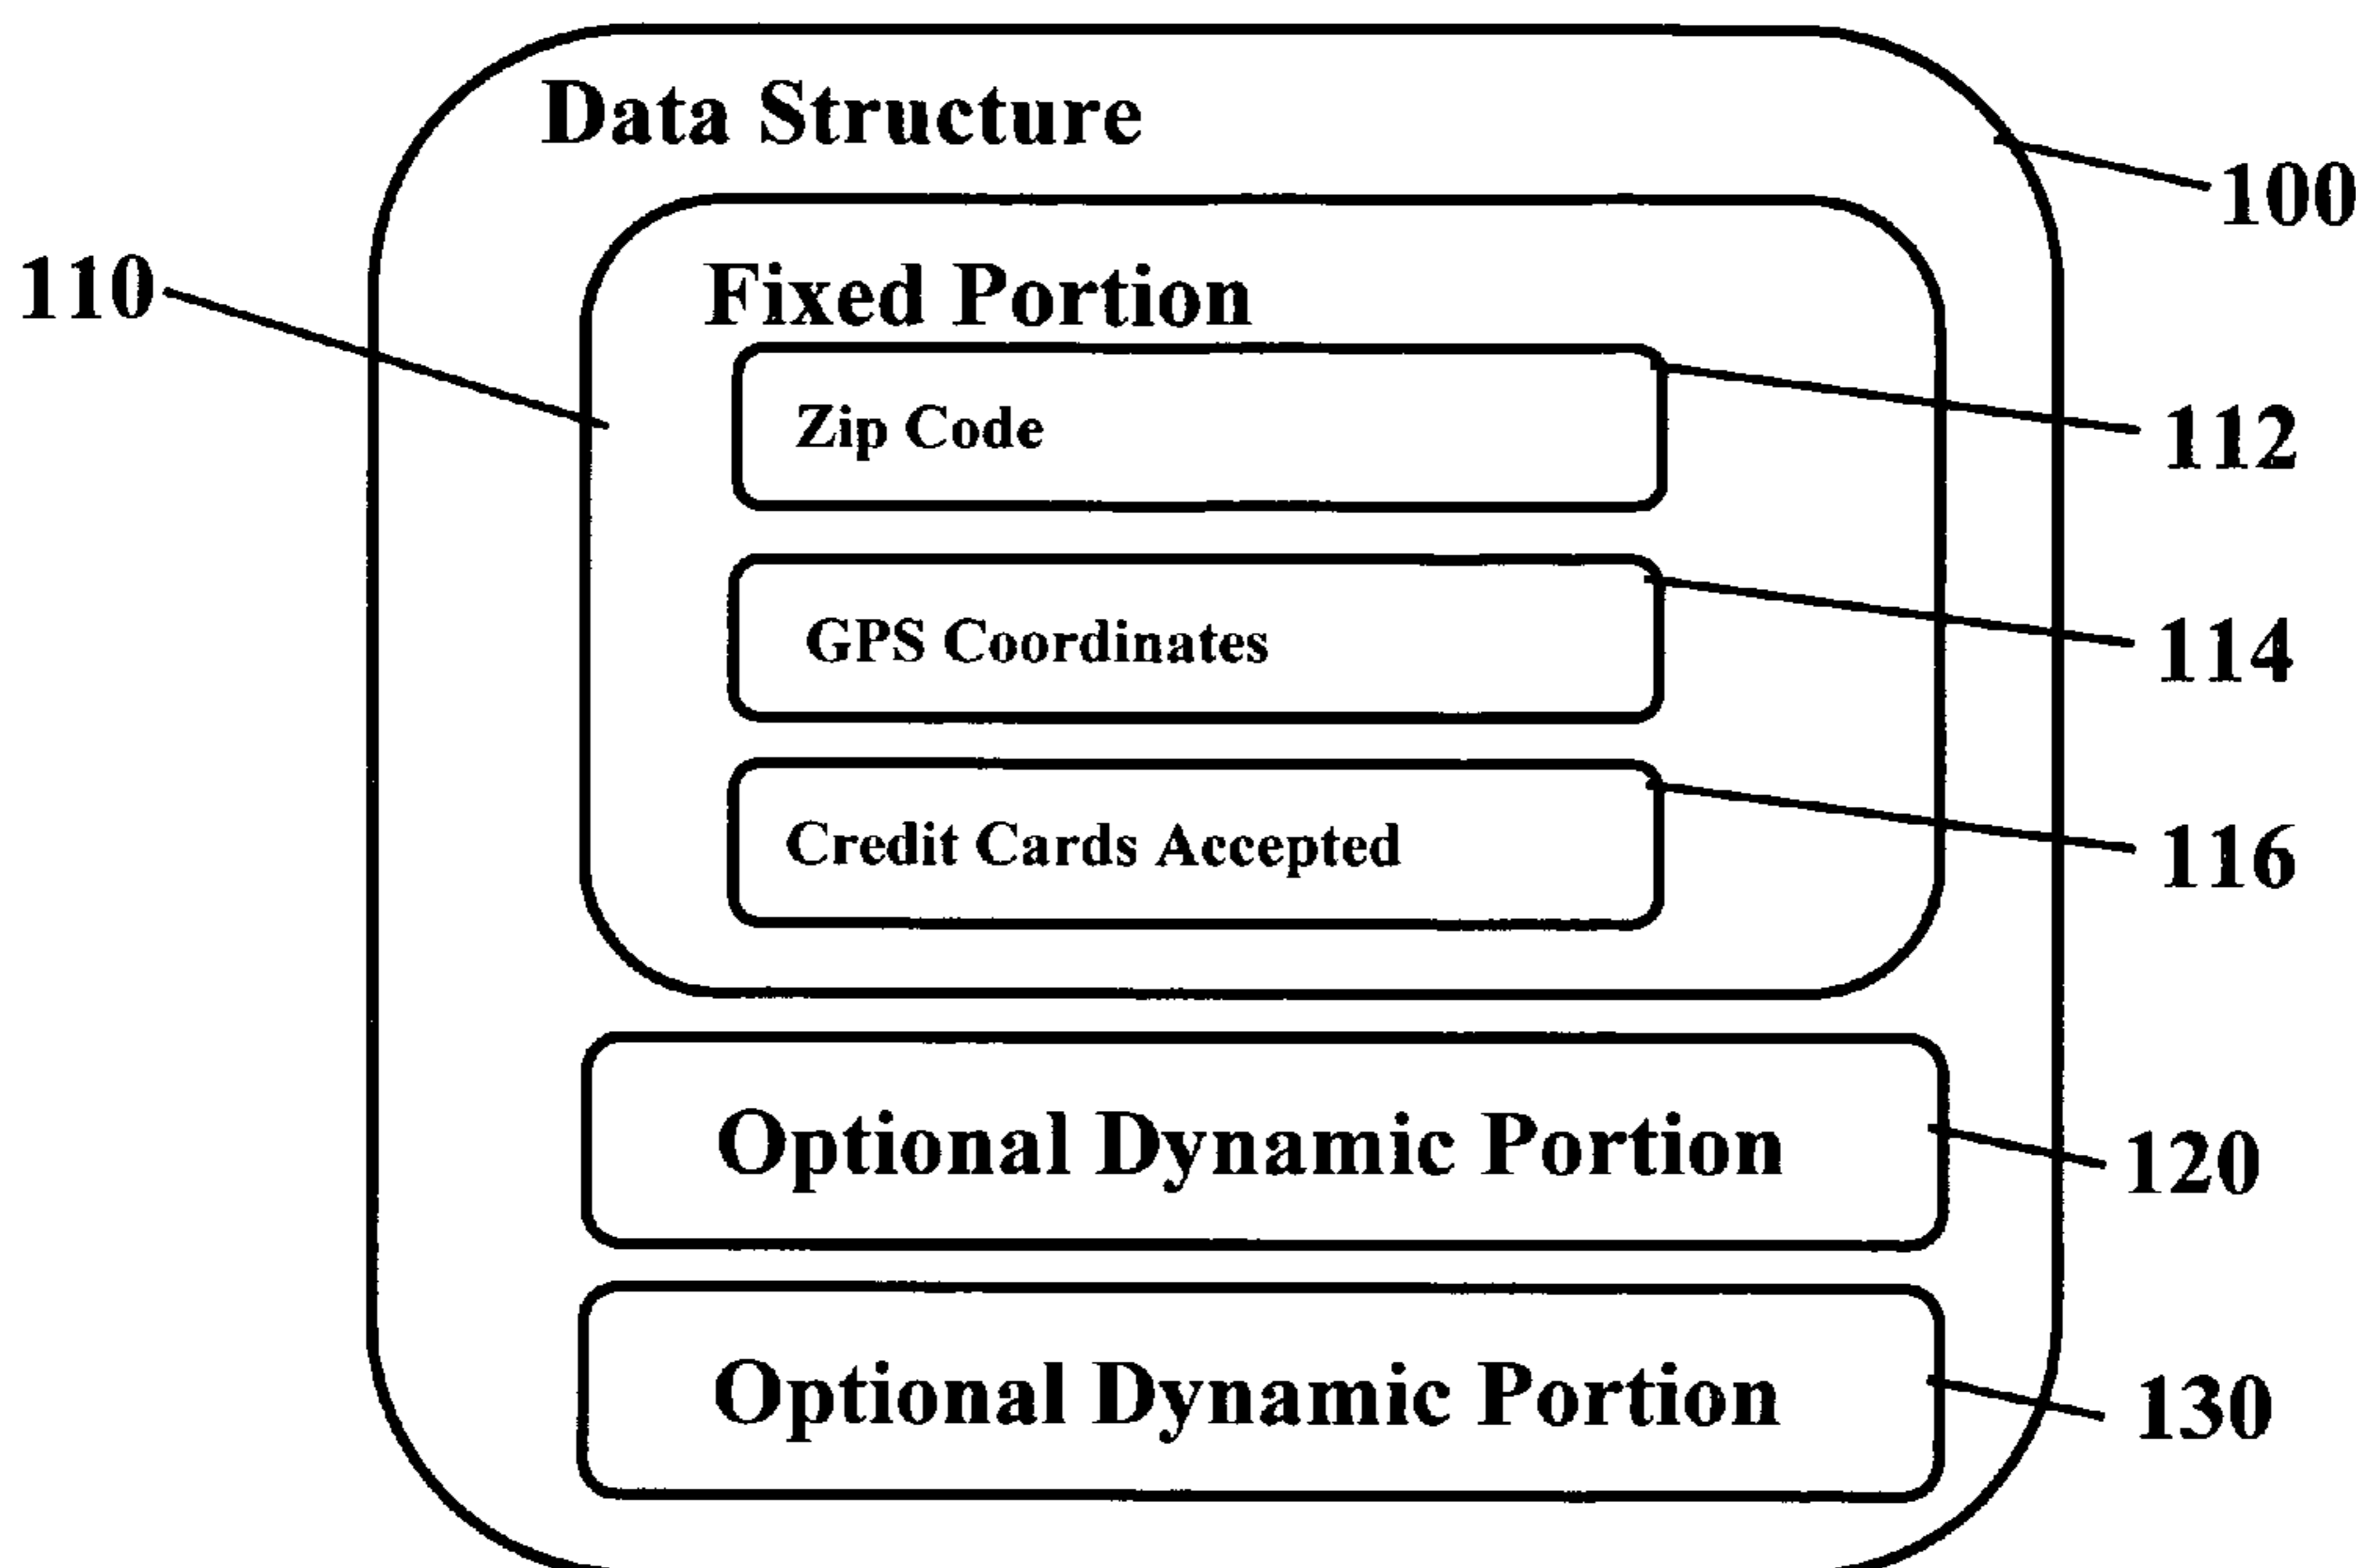 Data Structure
100
110
Fixed Portion
Zip Code
112
GPS Coordinates
114
Credit Cards Accepted
116
Optional Dynamic Portion
120
Optional Dynamic Portion
130